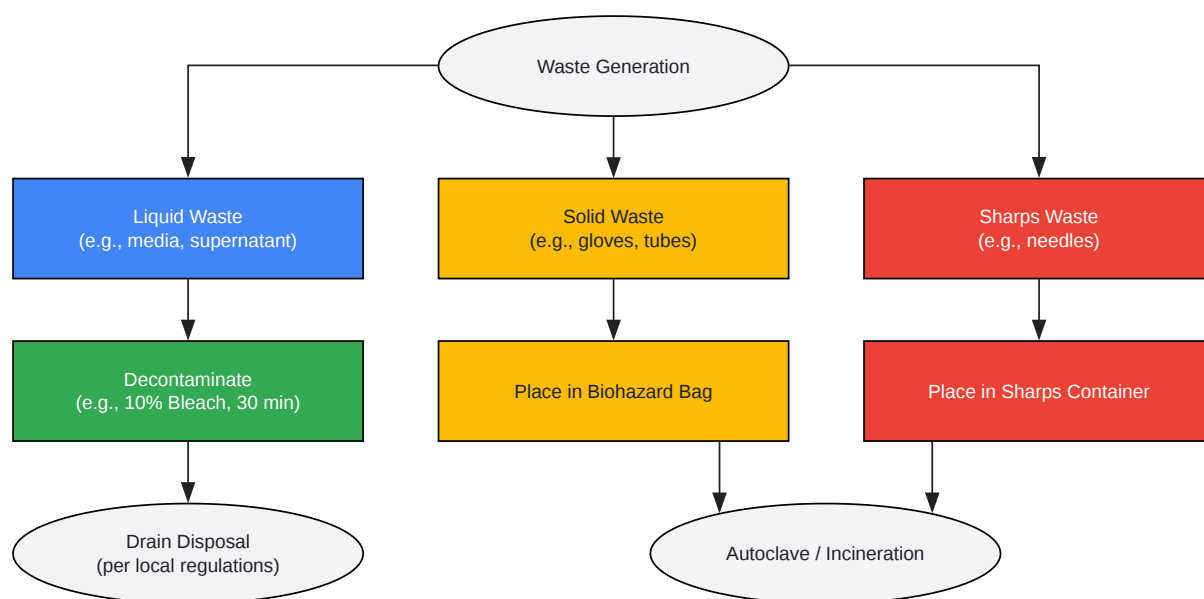 Waste Generation
Liquid Waste
(e.g., media, supernatant)
Solid Waste
(e.g., gloves, tubes)
Sharps Waste
(e.g., needles)
Decontaminate
(e.g., 10% Bleach, 30 min)
Place in Biohazard Bag
Place in Sharps Container
Drain Disposal
(per local regulations)
Autoclave / Incineration